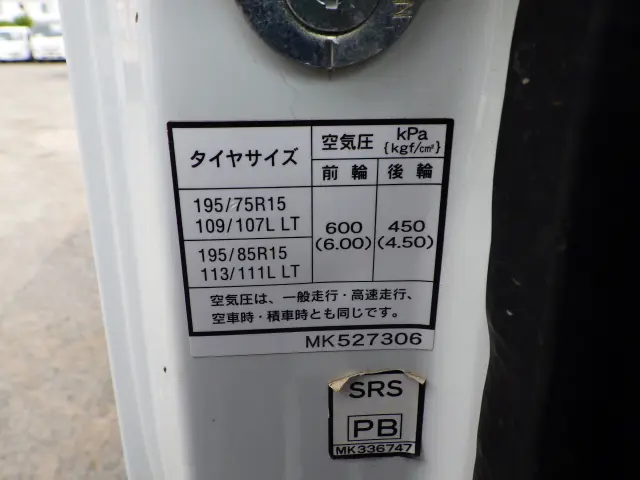 タイヤサイズ
空気圧 kPa
{kgf/c㎡}
前輪 後輪
195/75R15
109/107L LT
195/85R15
113/111L LT
600 450
(6.00) (4.50)
空気圧は、一般走行・高速走行、
空車時・積車時とも同じです。
MK527306
SRS
PB
MK336747